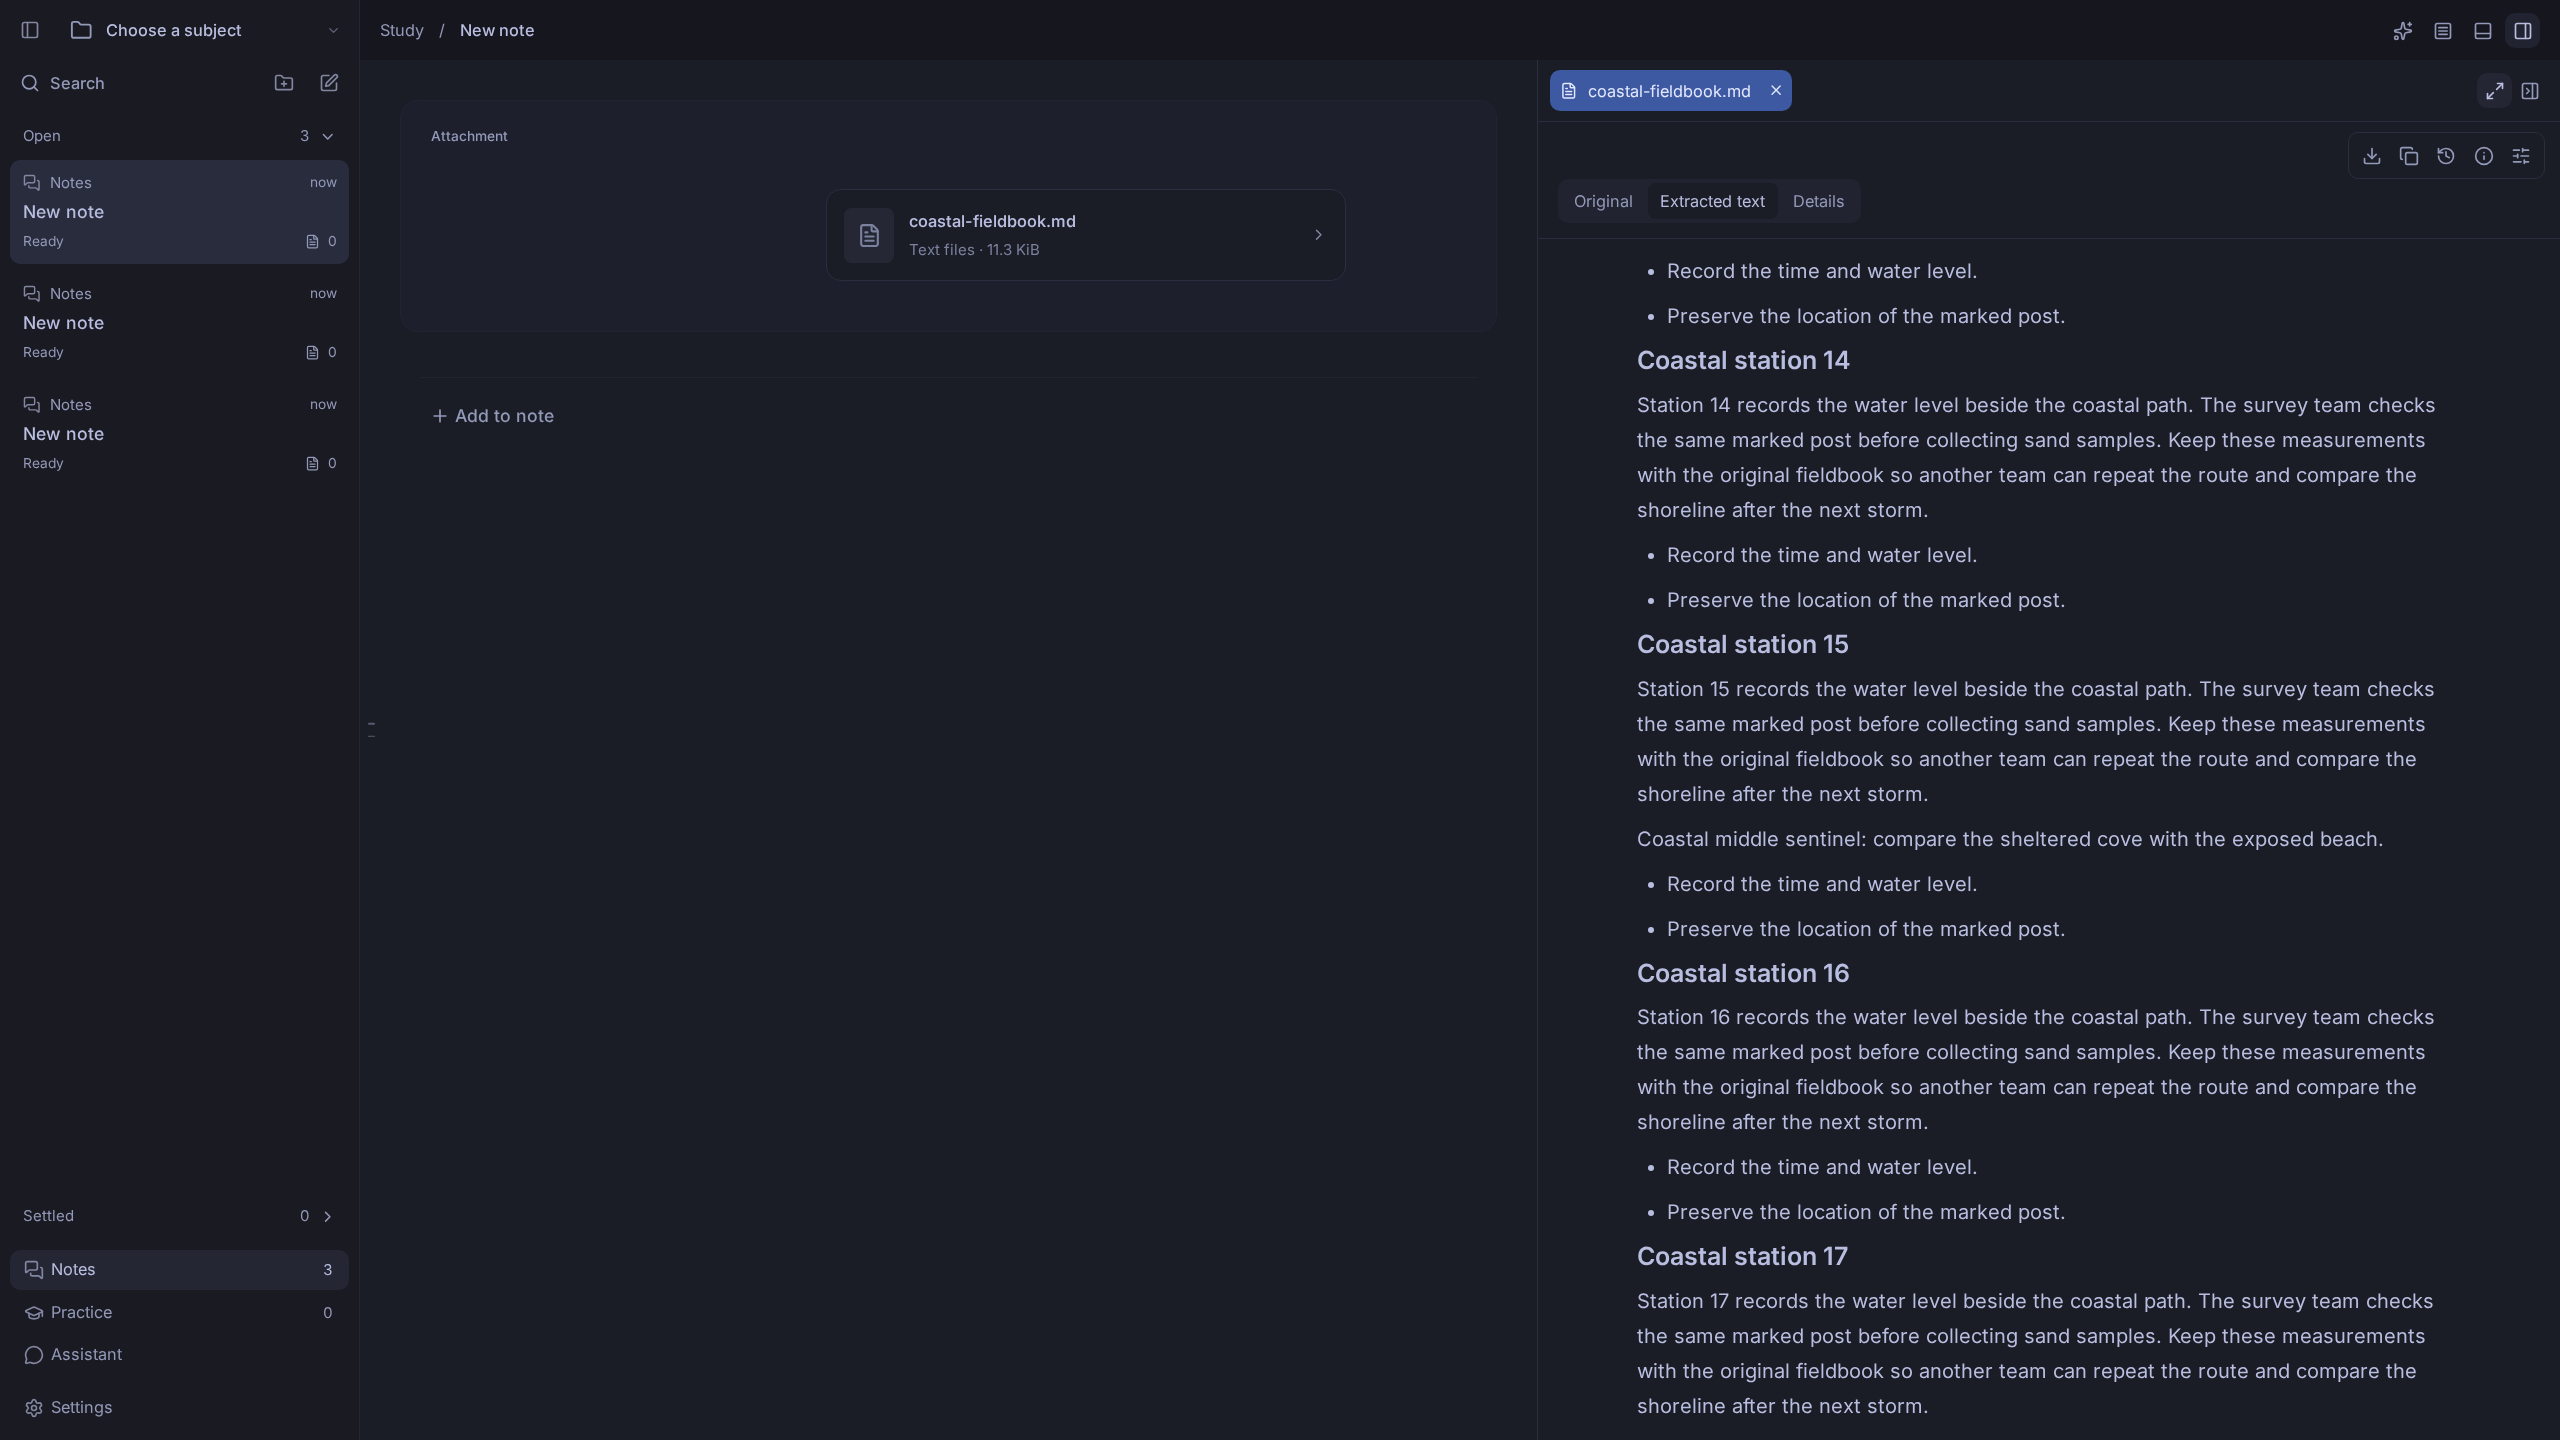 Choose a subject
Search
Open 3
Notes now
New note
Ready 0
Notes now
New note
Ready 0
Notes now
New note
Ready 0
Settled 0
Notes 3
Practice 0
Assistant
Settings
Study / New note
Attachment
coastal-fieldbook.md
Text files · 11.3 KiB
Add to note
coastal-fieldbook.md
Original Extracted text Details
• Record the time and water level.
• Preserve the location of the marked post.
Coastal station 14
Station 14 records the water level beside the coastal path. The survey team checks
the same marked post before collecting sand samples. Keep these measurements
with the original fieldbook so another team can repeat the route and compare the
shoreline after the next storm.
• Record the time and water level.
• Preserve the location of the marked post.
Coastal station 15
Station 15 records the water level beside the coastal path. The survey team checks
the same marked post before collecting sand samples. Keep these measurements
with the original fieldbook so another team can repeat the route and compare the
shoreline after the next storm.
Coastal middle sentinel: compare the sheltered cove with the exposed beach.
• Record the time and water level.
• Preserve the location of the marked post.
Coastal station 16
Station 16 records the water level beside the coastal path. The survey team checks
the same marked post before collecting sand samples. Keep these measurements
with the original fieldbook so another team can repeat the route and compare the
shoreline after the next storm.
• Record the time and water level.
• Preserve the location of the marked post.
Coastal station 17
Station 17 records the water level beside the coastal path. The survey team checks
the same marked post before collecting sand samples. Keep these measurements
with the original fieldbook so another team can repeat the route and compare the
shoreline after the next storm.